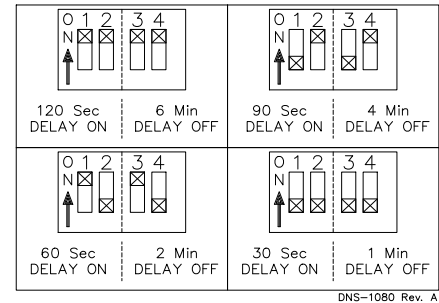 O 1 2 3 4
N
120 Sec
DELAY ON
6 Min
DELAY OFF
O 1 2 3 4
N
90 Sec
DELAY ON
4 Min
DELAY OFF
O 1 2 3 4
N
60 Sec
DELAY ON
2 Min
DELAY OFF
O 1 2 3 4
N
30 Sec
DELAY ON
1 Min
DELAY OFF
DNS-1080 Rev. A